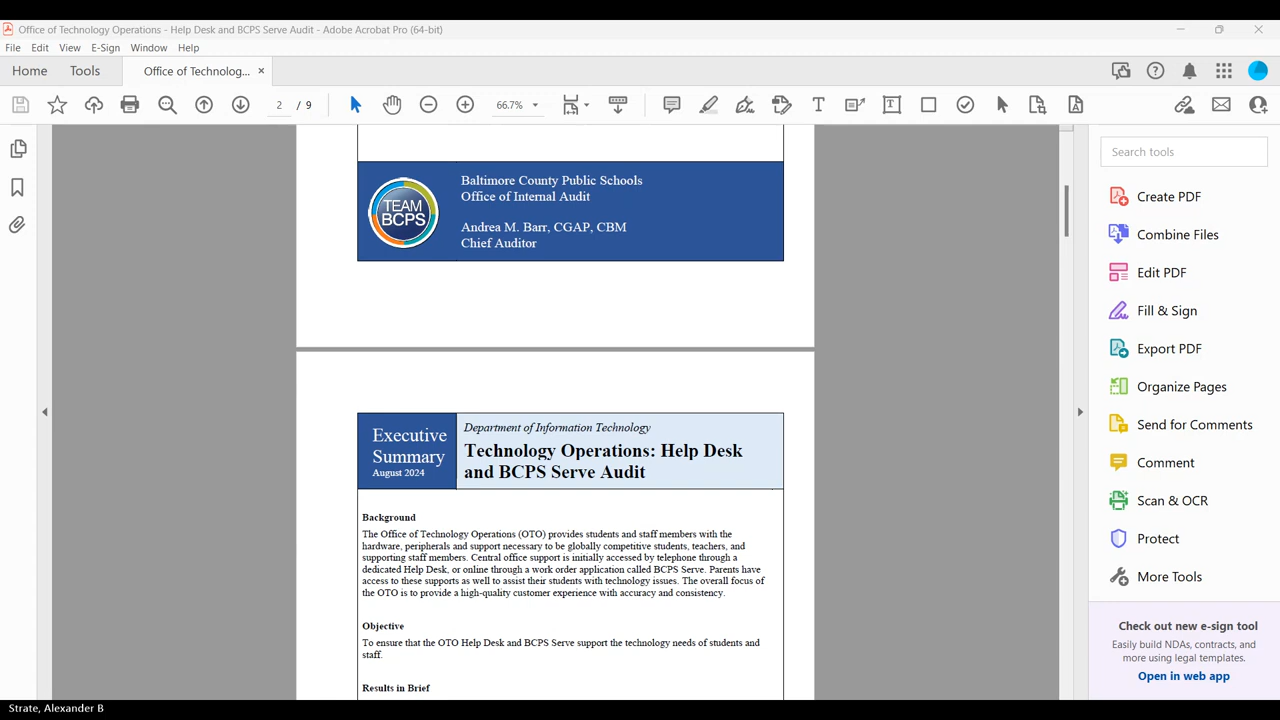 Office of Technology Operations - Help Desk and BCPS Serve Audit - Adobe Acrobat Pro (64-bit)
File Edit View E-Sign Window Help
Home Tools Office of Technolog... ×
2 / 9 66.7%
Baltimore County Public Schools
Office of Internal Audit
TEAM
BCPS
Andrea M. Barr, CGAP, CBM
Chief Auditor
Executive
Summary
August 2024
Department of Information Technology
Technology Operations: Help Desk
and BCPS Serve Audit
Background
The Office of Technology Operations (OTO) provides students and staff members with the
hardware, peripherals and support necessary to be globally competitive students, teachers, and
supporting staff members. Central office support is initially accessed by telephone through a
dedicated Help Desk, or online through a work order application called BCPS Serve. Parents have
access to these supports as well to assist their students with technology issues. The overall focus of
the OTO is to provide a high-quality customer experience with accuracy and consistency.
Objective
To ensure that the OTO Help Desk and BCPS Serve support the technology needs of students and
staff.
Results in Brief
Search tools
Create PDF
Combine Files
Edit PDF
Fill & Sign
Export PDF
Organize Pages
Send for Comments
Comment
Scan & OCR
Protect
More Tools
Check out new e-sign tool
Easily build NDAs, contracts, and
more using legal templates.
Open in web app
Strate, Alexander B